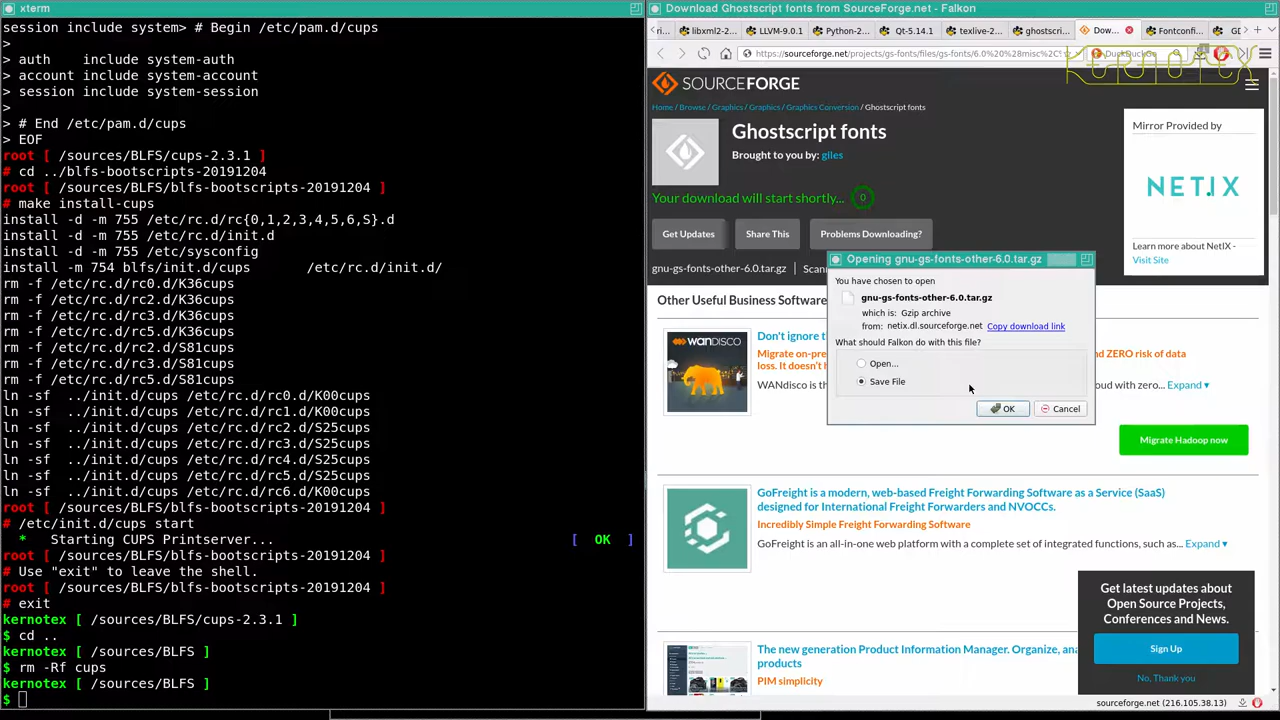 xterm
session include system> # Begin /etc/pam.d/cups
>
> auth    include system-auth
> account include system-account
> session include system-session
>
> # End /etc/pam.d/cups
> EOF
root [ /sources/BLFS/cups-2.3.1 ]
# cd ../blfs-bootscripts-20191204
root [ /sources/BLFS/blfs-bootscripts-20191204 ]
# make install-cups
install -d -m 755 /etc/rc.d/rc{0,1,2,3,4,5,6,S}.d
install -d -m 755 /etc/rc.d/init.d
install -d -m 755 /etc/sysconfig
install -m 754 blfs/init.d/cups       /etc/rc.d/init.d/
rm -f /etc/rc.d/rc0.d/K36cups
rm -f /etc/rc.d/rc2.d/K36cups
rm -f /etc/rc.d/rc3.d/K36cups
rm -f /etc/rc.d/rc5.d/K36cups
rm -f /etc/rc.d/rc2.d/S81cups
rm -f /etc/rc.d/rc3.d/S81cups
rm -f /etc/rc.d/rc5.d/S81cups
ln -sf  ../init.d/cups /etc/rc.d/rc0.d/K00cups
ln -sf  ../init.d/cups /etc/rc.d/rc1.d/K00cups
ln -sf  ../init.d/cups /etc/rc.d/rc2.d/S25cups
ln -sf  ../init.d/cups /etc/rc.d/rc3.d/S25cups
ln -sf  ../init.d/cups /etc/rc.d/rc4.d/S25cups
ln -sf  ../init.d/cups /etc/rc.d/rc5.d/S25cups
ln -sf  ../init.d/cups /etc/rc.d/rc6.d/K00cups
root [ /sources/BLFS/blfs-bootscripts-20191204 ]
# /etc/init.d/cups start
*   Starting CUPS Printserver...   [  OK  ]
root [ /sources/BLFS/blfs-bootscripts-20191204 ]
# Use "exit" to leave the shell.
root [ /sources/BLFS/blfs-bootscripts-20191204 ]
# exit
kernotex [ /sources/BLFS/cups-2.3.1 ]
$ cd ..
kernotex [ /sources/BLFS ]
$ rm -Rf cups
kernotex [ /sources/BLFS ]
$
Download Ghostscript fonts from SourceForge.net - Falkon
ri... libxml2-2... LLVM-9.0.1 Python-2... Qt-5.14.1 texlive-2... ghostscri... Dow... Fontconfi...
https://sourceforge.net/projects/gs-fonts/files/gs-fonts/6.0%20%28misc%2C DuckDuckGo
KERNOTEX
SOURCEFORGE
Home / Browse / Graphics / Graphics / Graphics Conversion / Ghostscript fonts
Ghostscript fonts
Brought to you by: giles
Your download will start shortly... 0
Get Updates Share This Problems Downloading?
gnu-gs-fonts-other-6.0.tar.gz | Scann
Mirror Provided by
NETIX
Learn more about NetIX -
Visit Site
Opening gnu-gs-fonts-other-6.0.tar.gz
You have chosen to open
gnu-gs-fonts-other-6.0.tar.gz
which is: Gzip archive
from: netix.dl.sourceforge.net Copy download link
What should Falkon do with this file?
Open...
Save File
OK Cancel
Other Useful Business Software
WANDISCO
Don't ignore t
Migrate on-pre
nd ZERO risk of data
loss. It doesn't h
WANdisco is th
oud with zero... Expand ▾
Migrate Hadoop now
GoFreight is a modern, web-based Freight Forwarding Software as a Service (SaaS)
designed for International Freight Forwarders and NVOCCs.
Incredibly Simple Freight Forwarding Software
GoFreight is an all-in-one web platform with a complete set of integrated functions, such as... Expand ▾
The new generation Product Information Manager. Organize, ana
products
PIM simplicity
Get latest updates about
Open Source Projects,
Conferences and News.
Sign Up
No, Thank you
sourceforge.net (216.105.38.13)